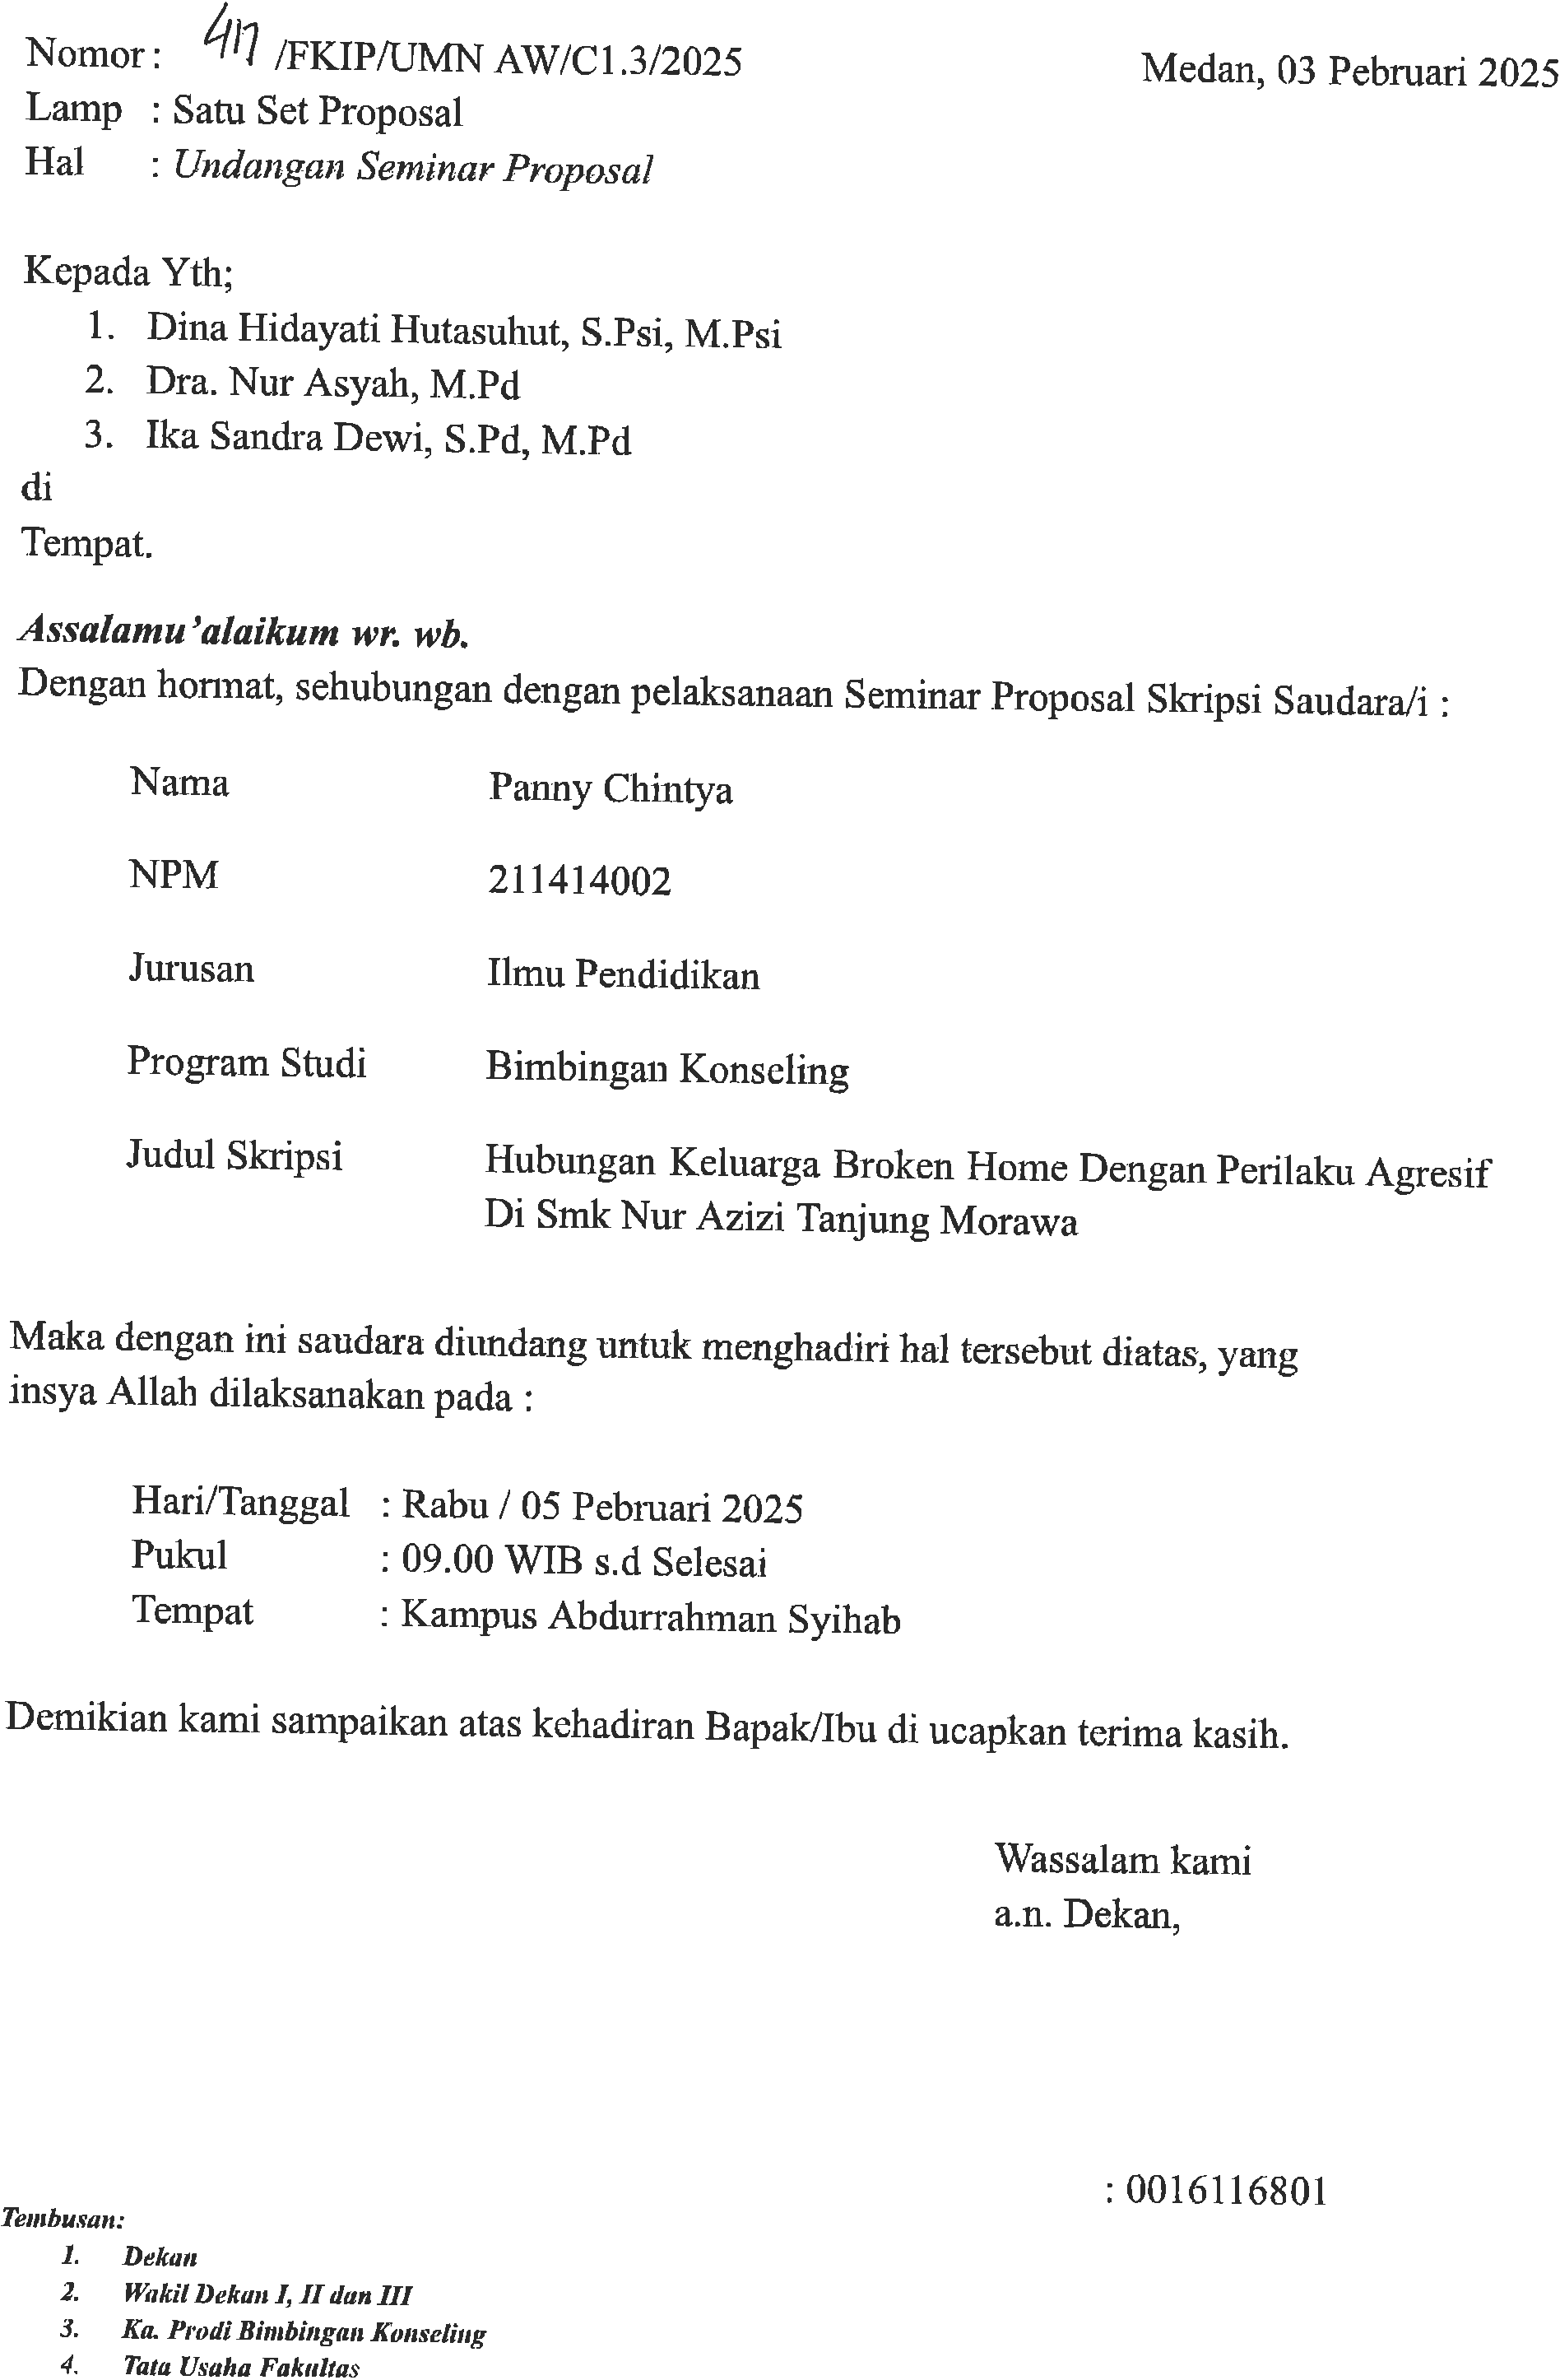 Nomor : 417 /FKIP/UMN AW/C1.3/2025 Medan, 03 Pebruari 2025
Lamp : Satu Set Proposal
Hal : Undangan Seminar Proposal
Kepada Yth;
1. Dina Hidayati Hutasuhut, S.Psi, M.Psi
2. Dra. Nur Asyah, M.Pd
3. Ika Sandra Dewi, S.Pd, M.Pd
di
Tempat.
Assalamu'alaikum wr. wb.
Dengan hormat, sehubungan dengan pelaksanaan Seminar Proposal Skripsi Saudara/i :
Nama Panny Chintya
NPM 211414002
Jurusan Ilmu Pendidikan
Program Studi Bimbingan Konseling
Judul Skripsi Hubungan Keluarga Broken Home Dengan Perilaku Agresif
Di Smk Nur Azizi Tanjung Morawa
Maka dengan ini saudara diundang untuk menghadiri hal tersebut diatas, yang
insya Allah dilaksanakan pada :
Hari/Tanggal : Rabu / 05 Pebruari 2025
Pukul : 09.00 WIB s.d Selesai
Tempat : Kampus Abdurrahman Syihab
Demikian kami sampaikan atas kehadiran Bapak/Ibu di ucapkan terima kasih.
Wassalam kami
a.n. Dekan,
: 0016116801
Tembusan:
1. Dekan
2. Wakil Dekan I, II dan III
3. Ka. Prodi Bimbingan Konseling
4. Tata Usaha Fakultas